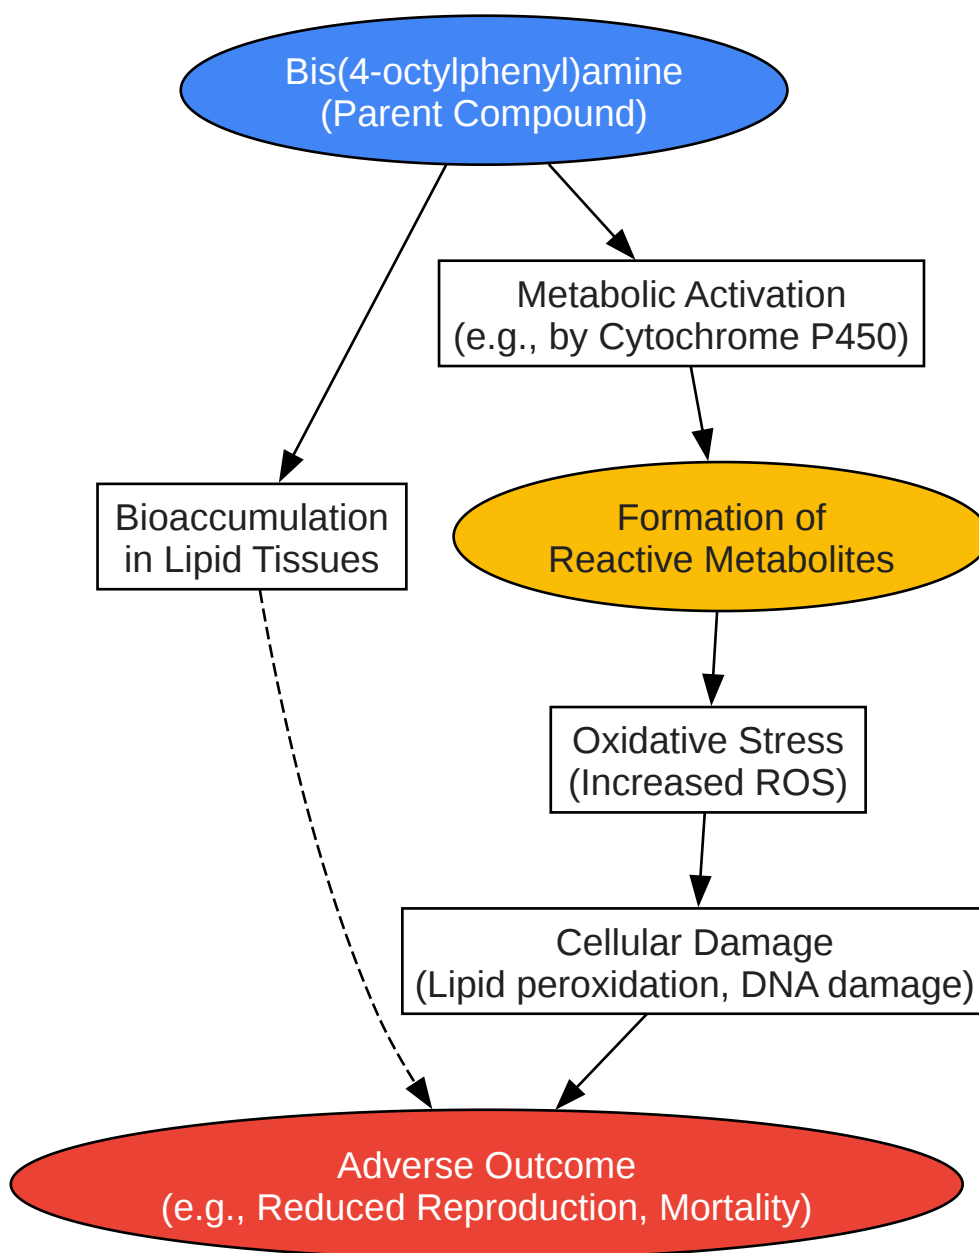 Bis(4-octylphenyl)amine
(Parent Compound)
Metabolic Activation
(e.g., by Cytochrome P450)
Bioaccumulation
in Lipid Tissues
Formation of
Reactive Metabolites
Oxidative Stress
(Increased ROS)
Cellular Damage
(Lipid peroxidation, DNA damage)
Adverse Outcome
(e.g., Reduced Reproduction, Mortality)